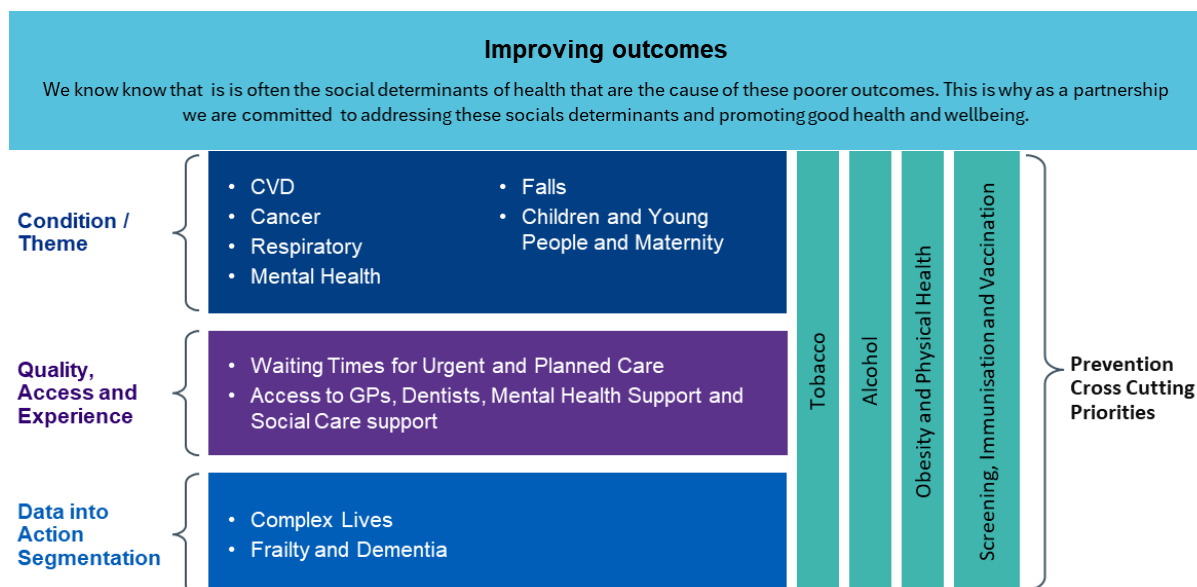 Improving outcomes
We know know that  is is often the social determinants of health that are the cause of these poorer outcomes. This is why as a partnership
we are committed  to addressing these socials determinants and promoting good health and wellbeing.
Condition /
Theme
• CVD
• Cancer
• Respiratory
• Mental Health
• Falls
• Children and Young
People and Maternity
Quality,
Access and
Experience
• Waiting Times for Urgent and Planned Care
• Access to GPs, Dentists, Mental Health Support and
Social Care support
Data into
Action
Segmentation
• Complex Lives
• Frailty and Dementia
Tobacco
Alcohol
Obesity and Physical Health
Screening, Immunisation and Vaccination
Prevention
Cross Cutting
Priorities